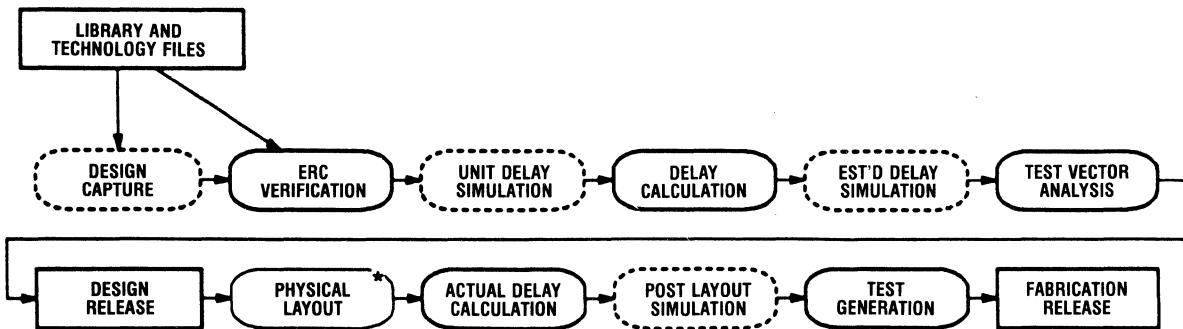 LIBRARY AND
TECHNOLOGY FILES
DESIGN
CAPTURE
ERC
VERIFICATION
UNIT DELAY
SIMULATION
DELAY
CALCULATION
EST'D DELAY
SIMULATION
TEST VECTOR
ANALYSIS
DESIGN
RELEASE
PHYSICAL
LAYOUT
*
ACTUAL DELAY
CALCULATION
POST LAYOUT
SIMULATION
TEST
GENERATION
FABRICATION
RELEASE